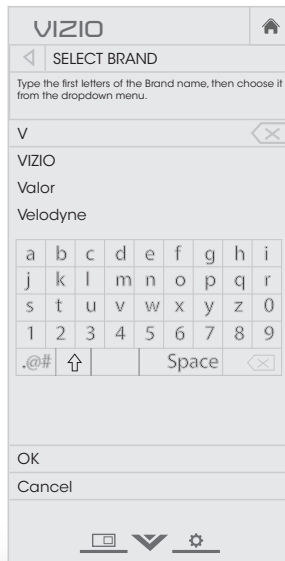 VIZIO
SELECT BRAND
Type the first letters of the Brand name, then choose it
from the dropdown menu.
V
VIZIO
Valor
Velodyne
a b c d e f g h i
j k l m n o p q r
s t u v w x y z 0
1 2 3 4 5 6 7 8 9
.@# Space
OK
Cancel